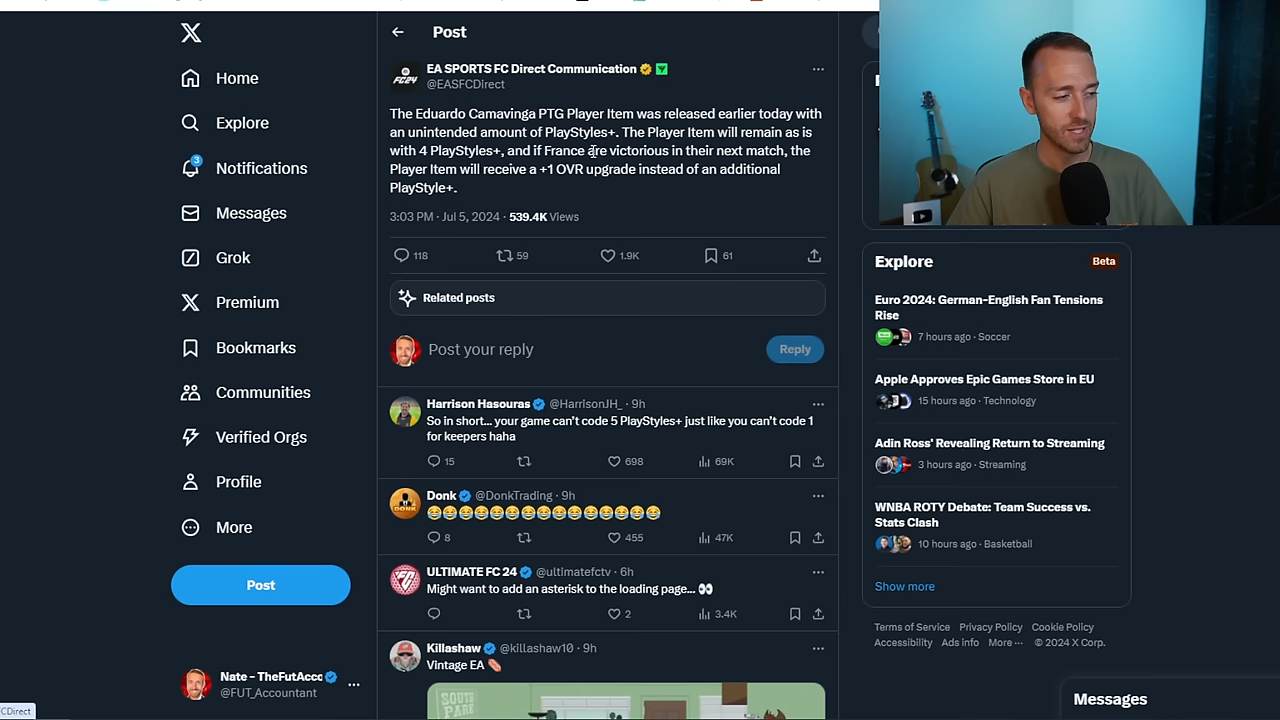 Post
EA SPORTS FC Direct Communication
@EASFCDirect
FC24
The Eduardo Camavinga PTG Player Item was released earlier today with
an unintended amount of PlayStyles+. The Player Item will remain as is
with 4 PlayStyles+, and if France are victorious in their next match, the
Player Item will receive a +1 OVR upgrade instead of an additional
PlayStyle+.
3:03 PM · Jul 5, 2024 · 539.4K Views
118 59 1.9K 61
Related posts
Post your reply
Reply
Harrison Hasouras @HarrisonJH_ · 9h
So in short... your game can't code 5 PlayStyles+ just like you can't code 1
for keepers haha
15 698 69K
Donk @DonkTrading · 9h
😂😂😂😂😂😂😂😂😂😂😂😂😂😂😂
DONK
8 455 47K
ULTIMATE FC 24 @ultimatefctv · 6h
Might want to add an asterisk to the loading page... 👀
2 3.4K
Killashaw @killashaw10 · 9h
Vintage EA
SOUTH
PARK
Home
Explore
3
Notifications
Messages
Grok
Premium
Bookmarks
Communities
Verified Orgs
Profile
More
Post
Nate - TheFutAcc
@FUT_Accountant
CDirect
Explore
Beta
Euro 2024: German-English Fan Tensions
Rise
7 hours ago · Soccer
Apple Approves Epic Games Store in EU
15 hours ago · Technology
Adin Ross' Revealing Return to Streaming
3 hours ago · Streaming
WNBA ROTY Debate: Team Success vs.
Stats Clash
10 hours ago · Basketball
Show more
Terms of Service Privacy Policy Cookie Policy
Accessibility Ads info More ··· © 2024 X Corp.
Messages